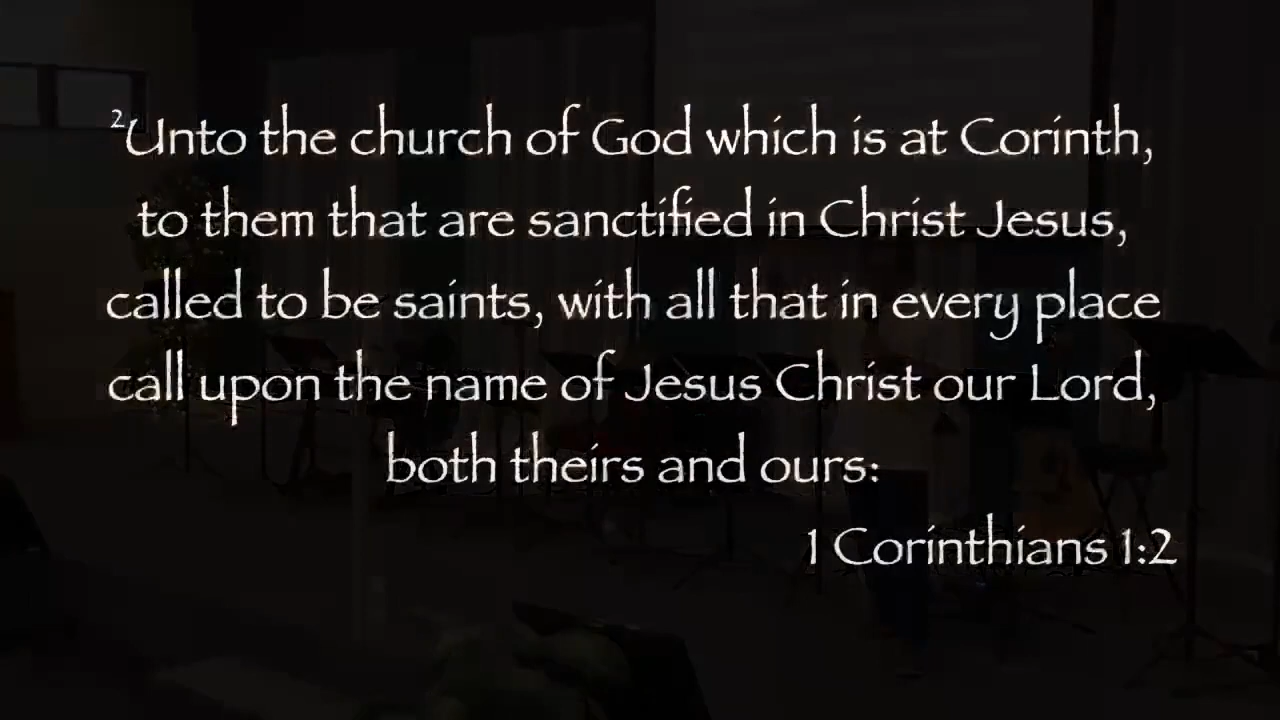 ²Unto the church of God which is at Corinth,
to them that are sanctified in Christ Jesus,
called to be saints, with all that in every place
call upon the name of Jesus Christ our Lord,
both theirs and ours:
1 Corinthians 1:2